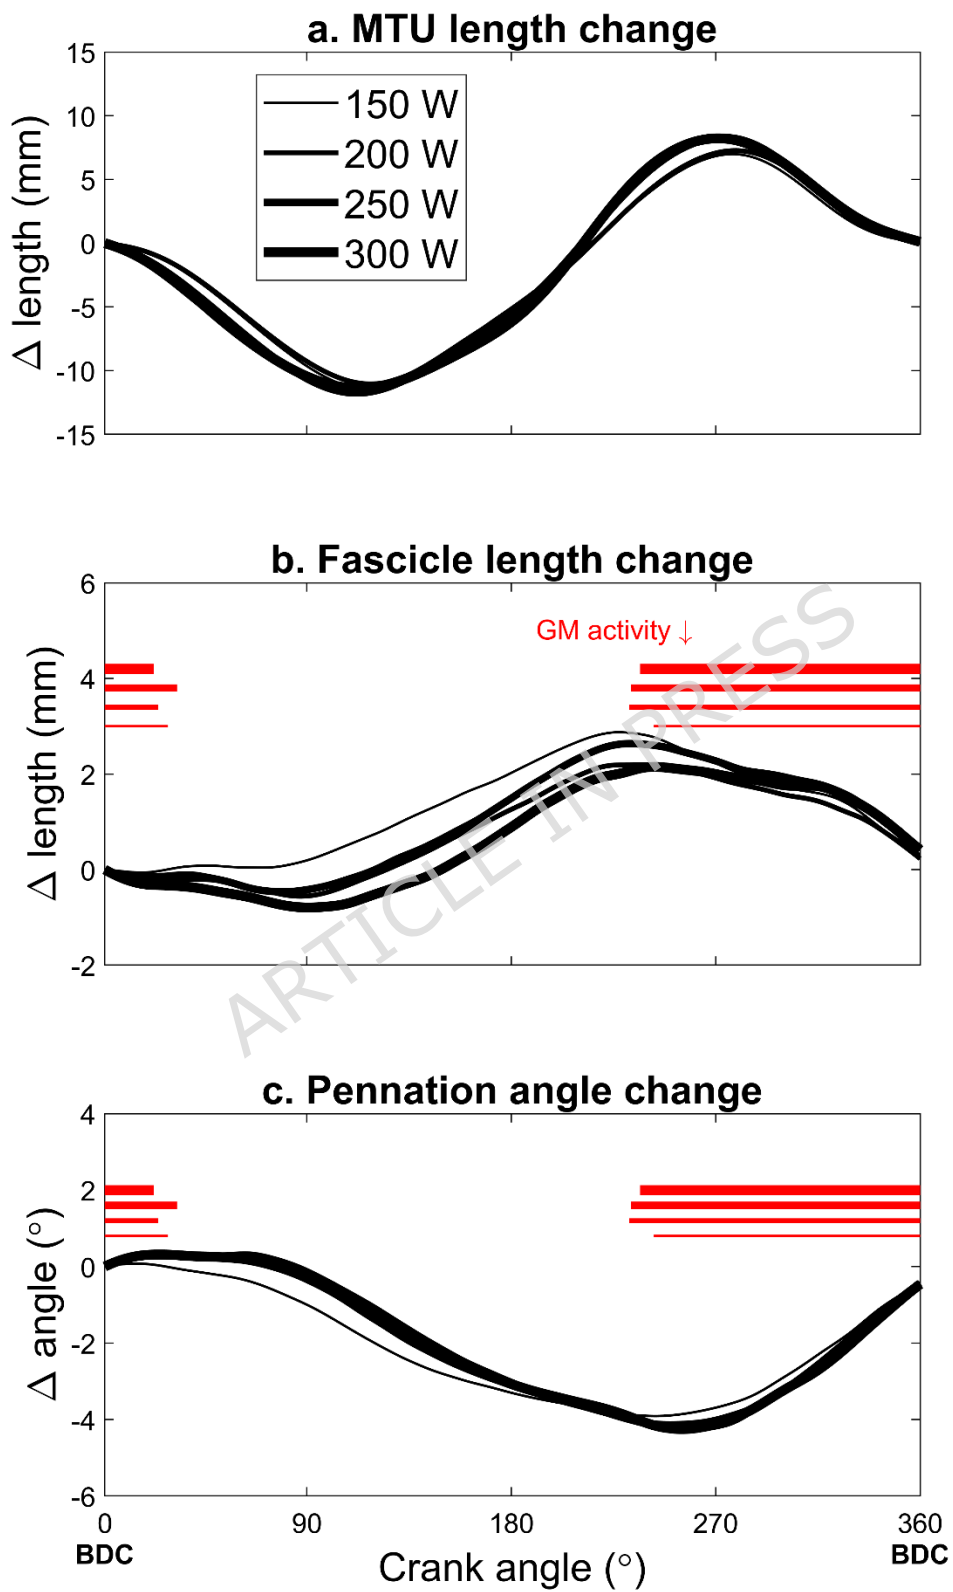 a. MTU length change
15
10
5
0
-5
-10
-15
Δ length (mm)
150 W
200 W
250 W
300 W
b. Fascicle length change
6
4
2
0
-2
Δ length (mm)
GM activity ↓
ARTICLE IN PRESS
c. Pennation angle change
4
2
0
-2
-4
-6
Δ angle (°)
0 90 180 270 360
BDC BDC
Crank angle (°)